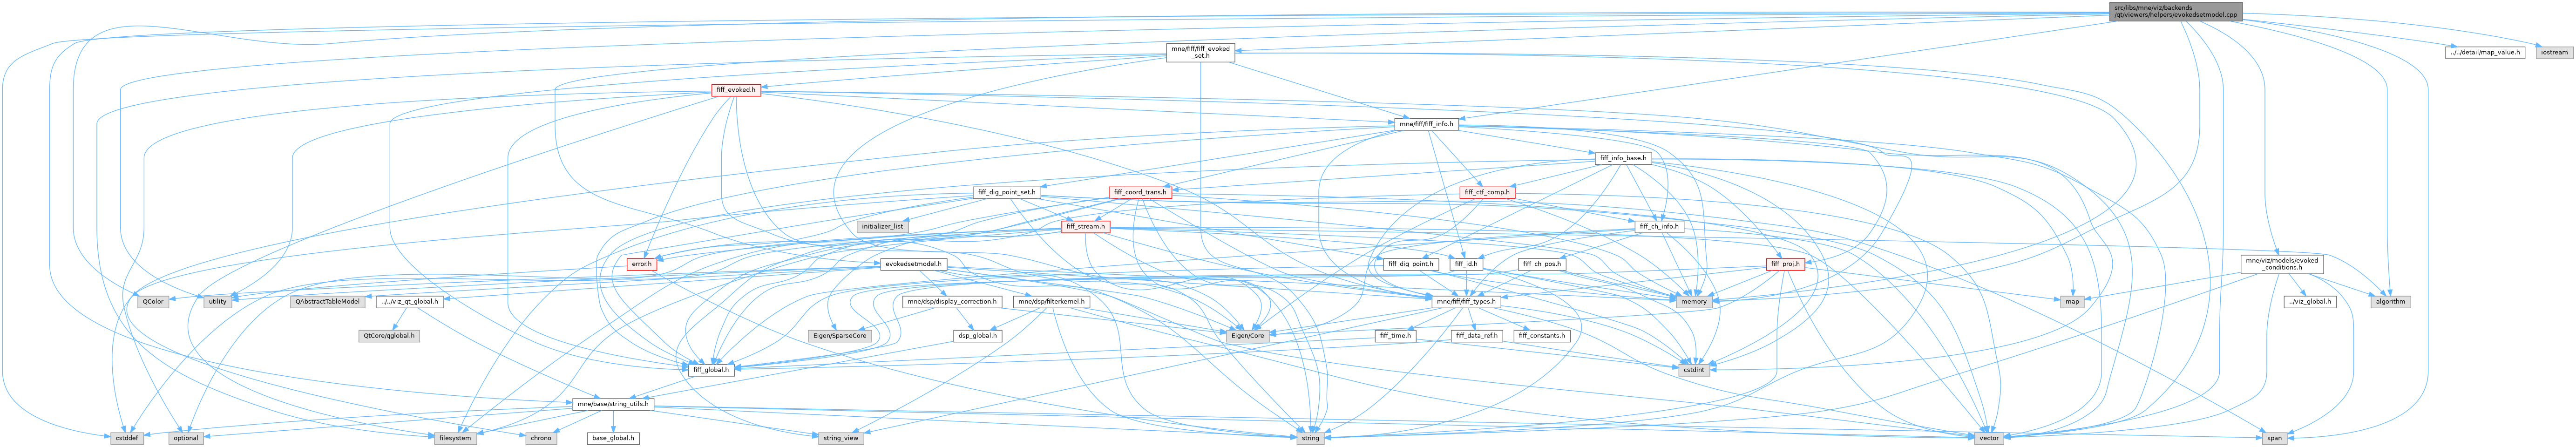 src/libs/mne/viz/backends
/qt/viewers/helpers/evokedsetmodel.cpp
mne/fiff/fiff_evoked
_set.h
../../detail/map_value.h
iostream
fiff_evoked.h
mne/fiff/fiff_info.h
fiff_info_base.h
fiff_dig_point_set.h
fiff_coord_trans.h
fiff_ctf_comp.h
initializer_list
fiff_stream.h
fiff_ch_info.h
error.h
evokedsetmodel.h
fiff_dig_point.h
fiff_id.h
fiff_ch_pos.h
fiff_proj.h
mne/viz/models/evoked
_conditions.h
QColor
utility
QAbstractTableModel
../../viz_qt_global.h
mne/dsp/display_correction.h
mne/dsp/filterkernel.h
mne/fiff/fiff_types.h
memory
map
../viz_global.h
algorithm
QtCore/qglobal.h
Eigen/SparseCore
dsp_global.h
Eigen/Core
fiff_time.h
fiff_data_ref.h
fiff_constants.h
fiff_global.h
cstdint
mne/base/string_utils.h
cstddef
optional
filesystem
chrono
base_global.h
string_view
string
vector
span